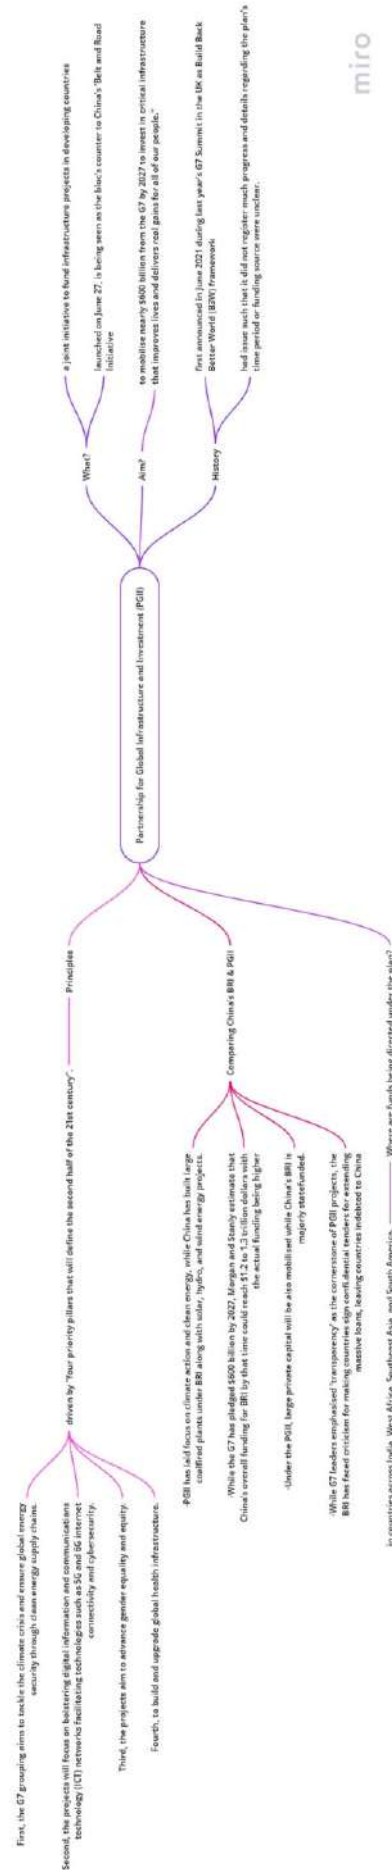 Partnership for Global Infrastructure and Investment (PGII)
What?
a joint initiative to fund infrastructure projects in developing countries
launched on June 27, is being seen as the bloc's counter to China's 'Belt and Road
Initiative
Aim?
to mobilise nearly $600 billion from the G7 by 2027 to invest in critical infrastructure
that improves lives and delivers real gains for all of our people."
History
first announced in June 2021 during last year's G7 Summit in the UK as Build Back
Better World (B3W) framework
had issue such that it did not register much progress and details regarding the plan's
time period or funding source were unclear.
Principles
driven by "four priority pillars that will define the second half of the 21st century".
First, the G7 grouping aims to tackle the climate crisis and ensure global energy
security through clean energy supply chains.
Second, the projects will focus on bolstering digital information and communications
technology (ICT) networks facilitating technologies such as 5G and 6G internet
connectivity and cybersecurity.
Third, the projects aim to advance gender equality and equity.
Fourth, to build and upgrade global health infrastructure.
Comparing China's BRI & PGII
-PGII has laid focus on climate action and clean energy, while China has built large
coalfired plants under BRI along with solar, hydro, and wind energy projects.
-While the G7 has pledged $600 billion by 2027, Morgan and Stanly estimate that
China's overall funding for BRI by that time could reach $1.2 to 1.3 trillion dollars with
the actual funding being higher
-Under the PGII, large private capital will be also mobilised while China's BRI is
majorly statefunded.
-While G7 leaders emphasised 'transparency' as the cornerstone of PGII projects, the
BRI has faced criticism for making countries sign confidential tenders for extending
massive loans, leaving countries indebted to China
Where are funds being directed under the plan?
in countries across India, West Africa, Southeast Asia, and South America.
miro